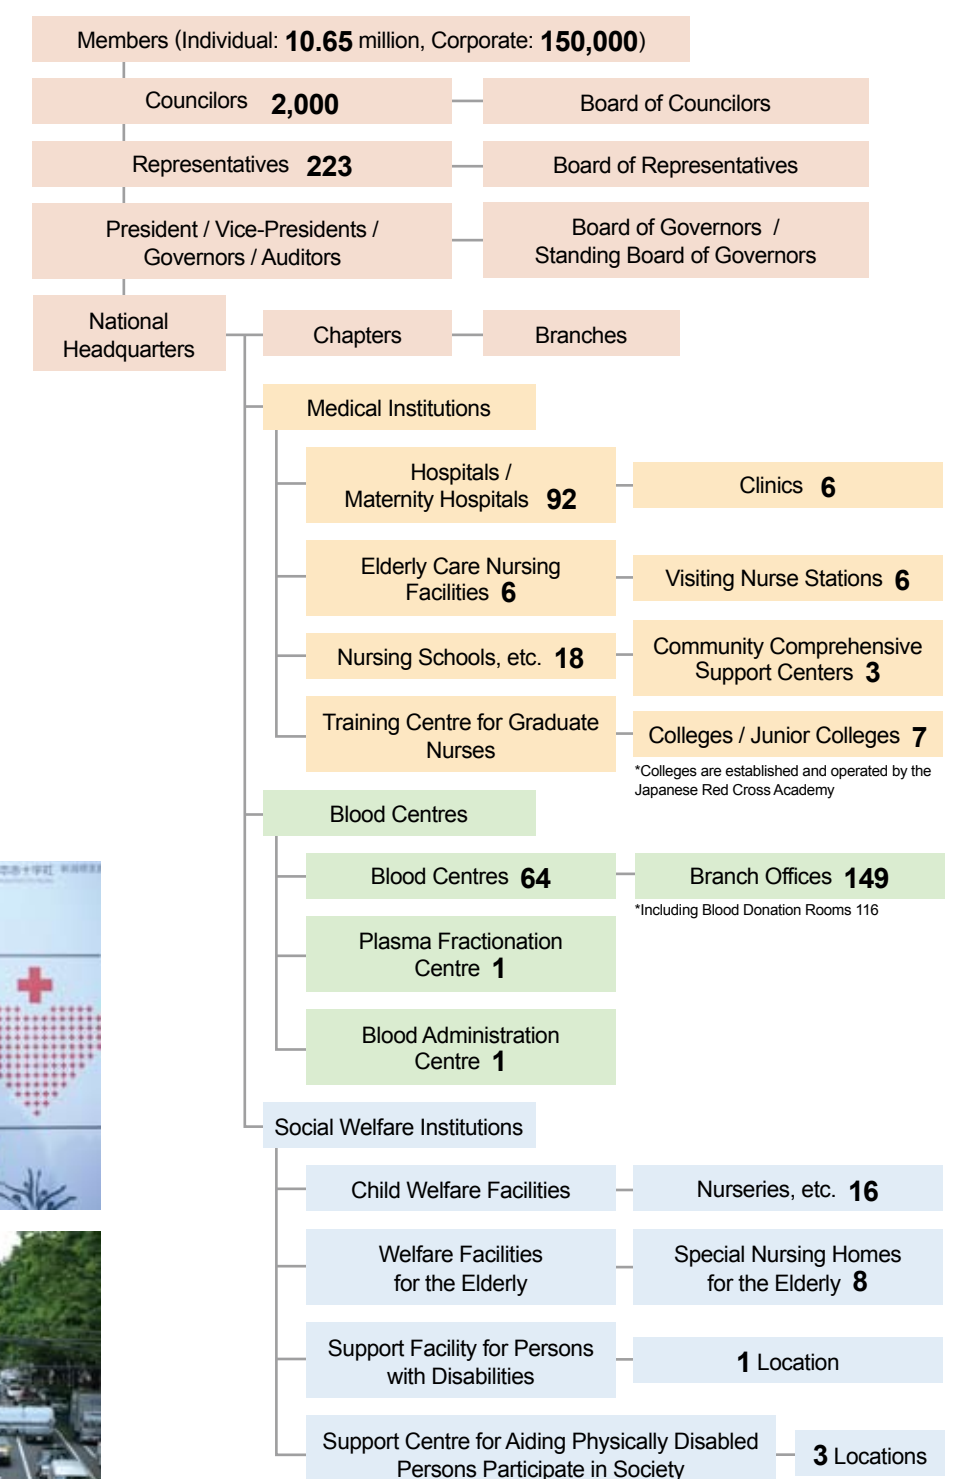 Members (Individual: 10.65 million, Corporate: 150,000)
Councilors 2,000
Board of Councilors
Representatives 223
Board of Representatives
President / Vice-Presidents /
Governors / Auditors
Board of Governors /
Standing Board of Governors
National
Headquarters
Chapters
Branches
Medical Institutions
Hospitals /
Maternity Hospitals 92
Clinics 6
Elderly Care Nursing
Facilities 6
Visiting Nurse Stations 6
Nursing Schools, etc. 18
Community Comprehensive
Support Centers 3
Training Centre for Graduate
Nurses
Colleges / Junior Colleges 7
*Colleges are established and operated by the
Japanese Red Cross Academy
Blood Centres
Blood Centres 64
Branch Offices 149
*Including Blood Donation Rooms 116
Plasma Fractionation
Centre 1
Blood Administration
Centre 1
Social Welfare Institutions
Child Welfare Facilities
Nurseries, etc. 16
Welfare Facilities
for the Elderly
Special Nursing Homes
for the Elderly 8
Support Facility for Persons
with Disabilities
1 Location
Support Centre for Aiding Physically Disabled
Persons Participate in Society
3 Locations